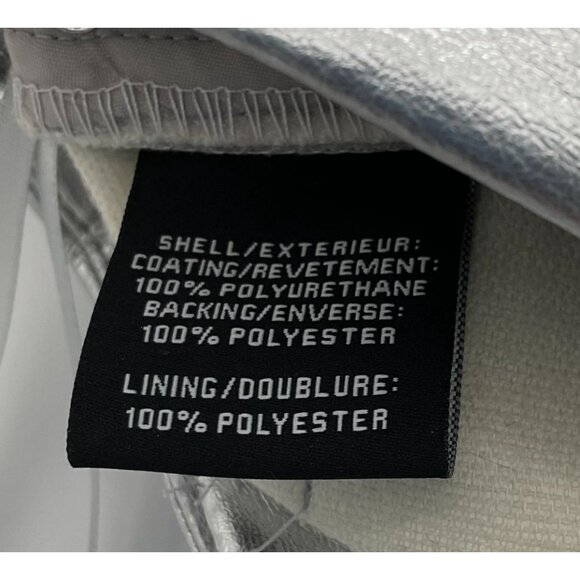 SHELL/EXTERIEUR:
COATING/REVETEMENT:
100% POLYURETHANE
BACKING/ENVERSE:
100% POLYESTER
LINING/DOUBLURE:
100% POLYESTER